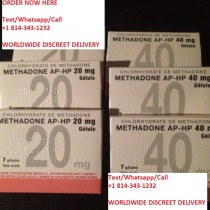 ORDER NOW HERE
Text/Whatsapp/Call
+1 814-343-1232
WORLDWIDE DISCREET DELIVERY
CHLORHYDRATE DE METHADONE
METHADONE AP-HP 20 mg
Gélule
20
CHLORHYDRATE DE METHADONE
METHADONE AP-HP 20 mg
Gélule
20
mg
7 gélules
Voie orale
CHLORHYDRATE DE METHADONE
METHADONE AP-HP 40 mg
Gélule
40
CHLORHYDRATE DE METHADONE
METHADONE AP-HP 40 mg
Gélule
40
CHLORHYDRATE DE METHADONE
METHADONE AP-HP 40 mg
Gélule
40
7 gélules
Text/Whatsapp/Call
+1 814-343-1232
WORLDWIDE DISCREET DELIVERY